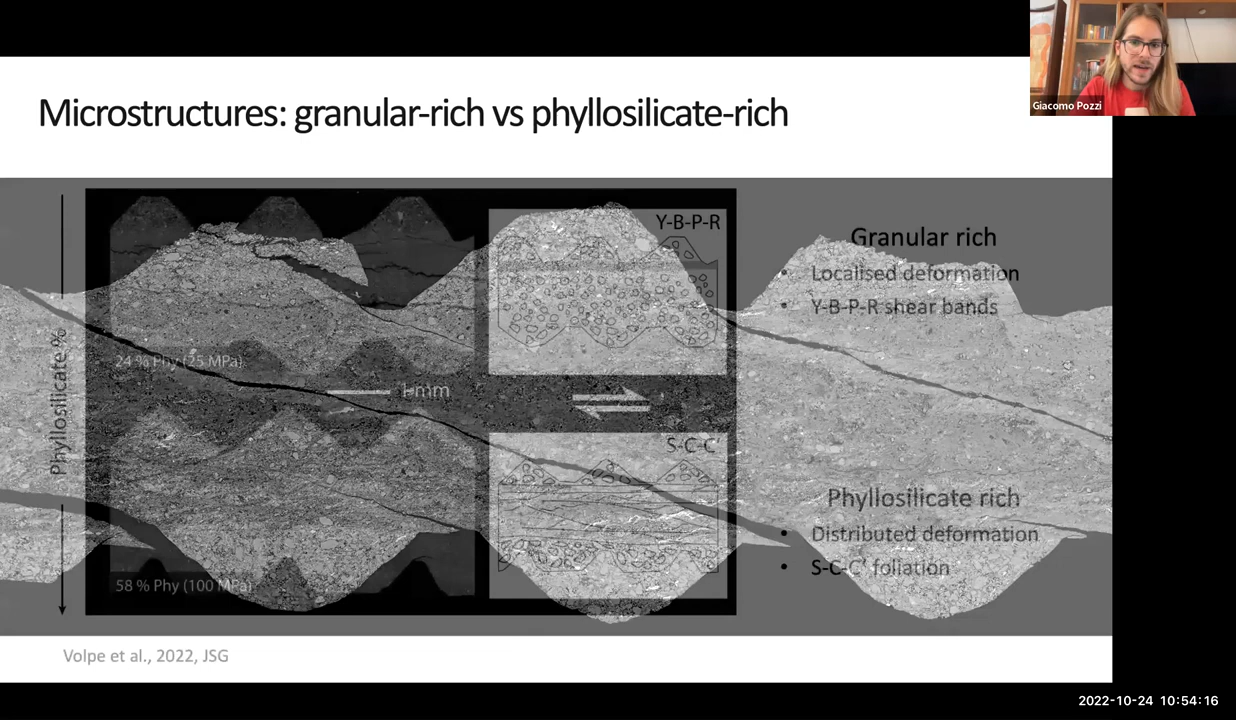 Giacomo Pozzi
Microstructures: granular-rich vs phyllosilicate-rich
Phyllosilicate %
Y-B-P-R
24 % Phy (25 MPa)
1 mm
S-C-C'
58 % Phy (100 MPa)
Granular rich
• Localised deformation
• Y-B-P-R shear bands
Phyllosilicate rich
• Distributed deformation
• S-C-C' foliation
Volpe et al., 2022, JSG
2022-10-24 10:54:16